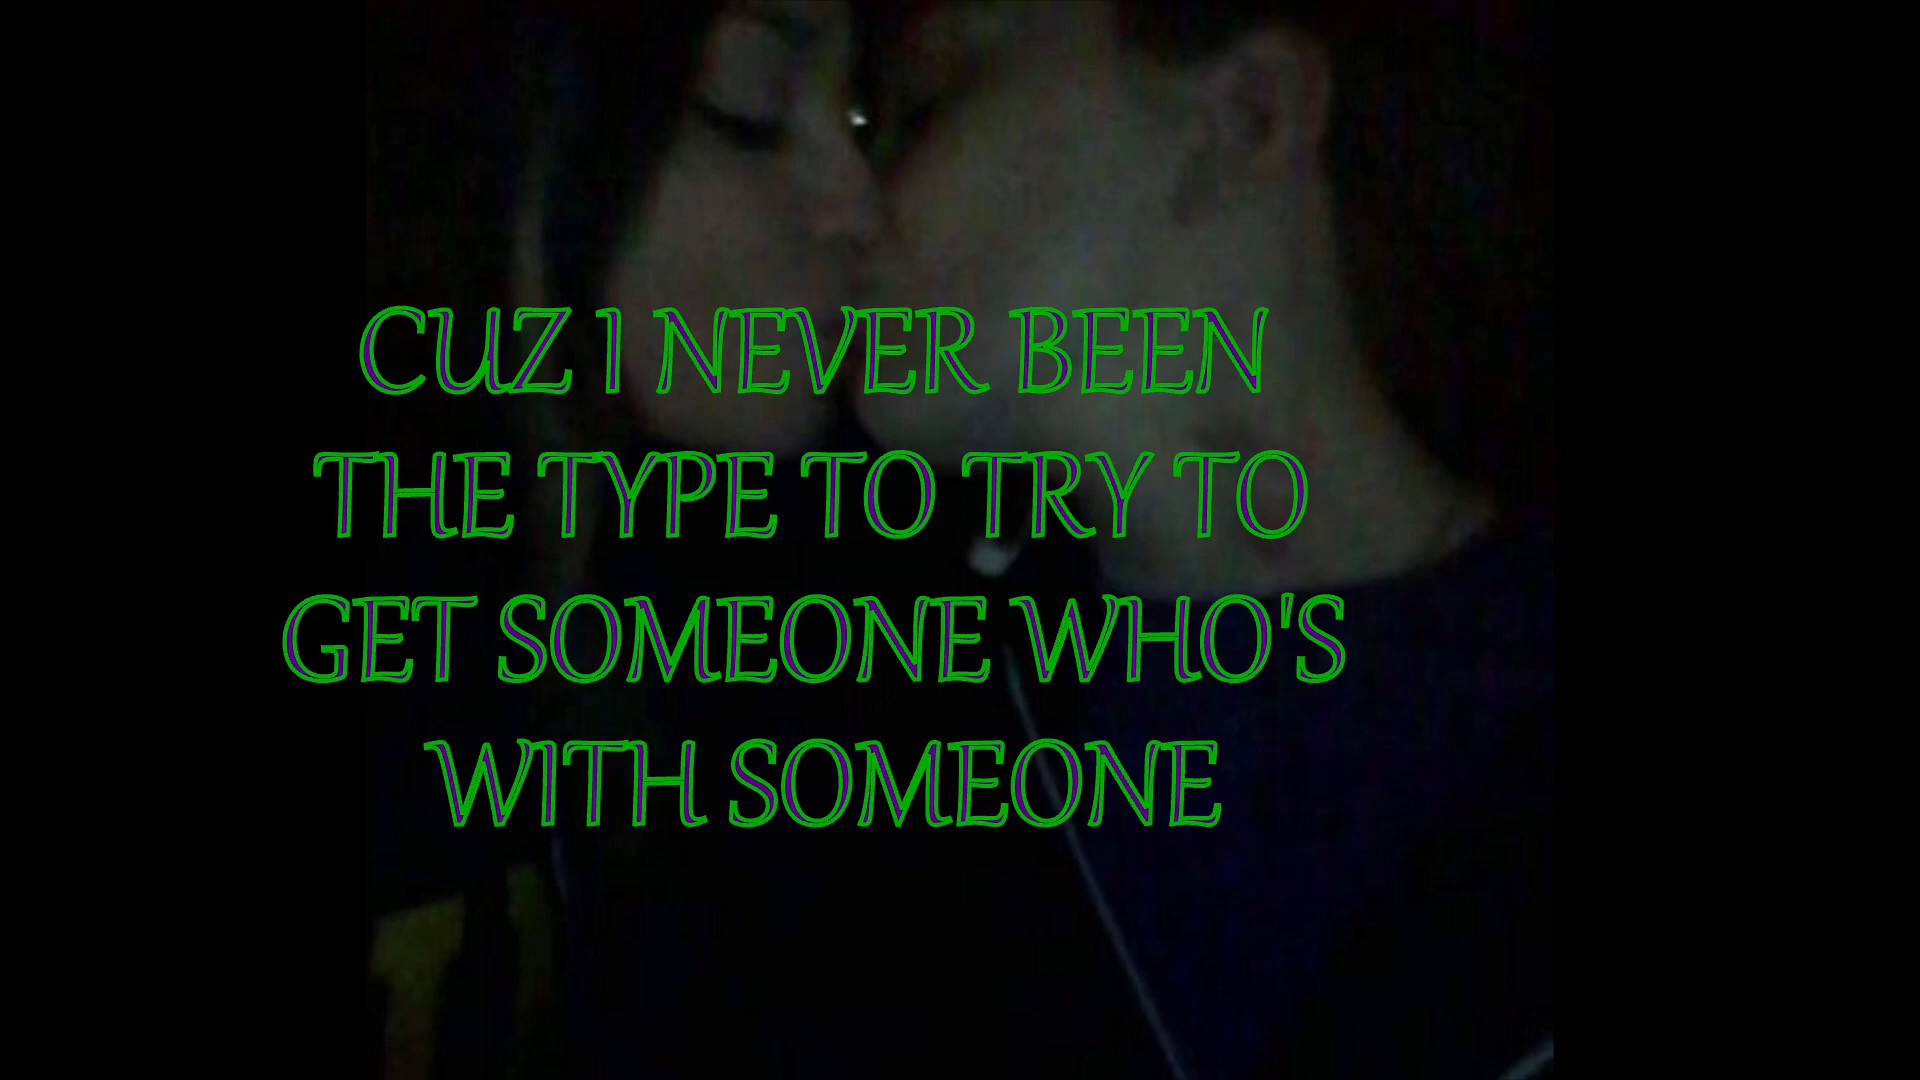 CUZ I NEVER BEEN
THE TYPE TO TRY TO
GET SOMEONE WHO'S
WITH SOMEONE